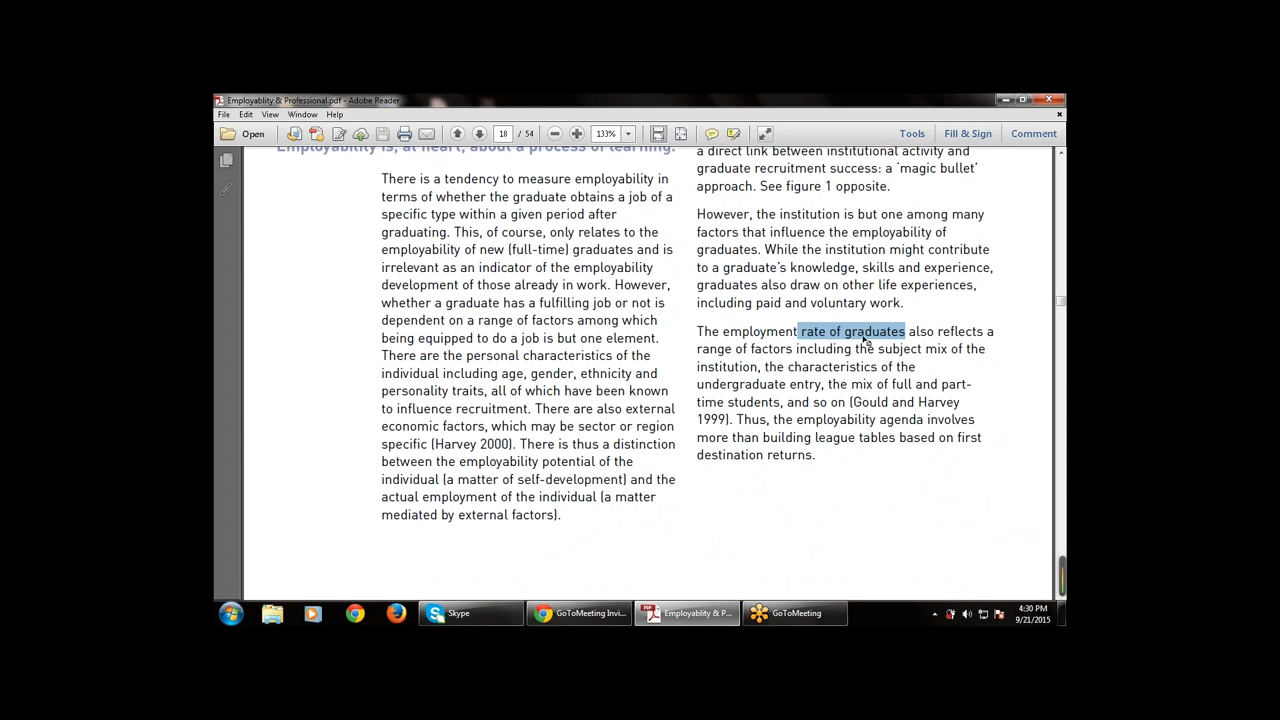 Employablity & Professional.pdf - Adobe Reader
File Edit View Window Help
Open 18 / 54 133% Tools Fill & Sign Comment
Employability is, at heart, about a process of learning.
There is a tendency to measure employability in
terms of whether the graduate obtains a job of a
specific type within a given period after
graduating. This, of course, only relates to the
employability of new (full-time) graduates and is
irrelevant as an indicator of the employability
development of those already in work. However,
whether a graduate has a fulfilling job or not is
dependent on a range of factors among which
being equipped to do a job is but one element.
There are the personal characteristics of the
individual including age, gender, ethnicity and
personality traits, all of which have been known
to influence recruitment. There are also external
economic factors, which may be sector or region
specific (Harvey 2000). There is thus a distinction
between the employability potential of the
individual (a matter of self-development) and the
actual employment of the individual (a matter
mediated by external factors).
a direct link between institutional activity and
graduate recruitment success: a 'magic bullet'
approach. See figure 1 opposite.
However, the institution is but one among many
factors that influence the employability of
graduates. While the institution might contribute
to a graduate's knowledge, skills and experience,
graduates also draw on other life experiences,
including paid and voluntary work.
The employment rate of graduates also reflects a
range of factors including the subject mix of the
institution, the characteristics of the
undergraduate entry, the mix of full and part-
time students, and so on (Gould and Harvey
1999). Thus, the employability agenda involves
more than building league tables based on first
destination returns.
Skype GoToMeeting Invi... Employablity & P... GoToMeeting 4:30 PM
9/21/2015